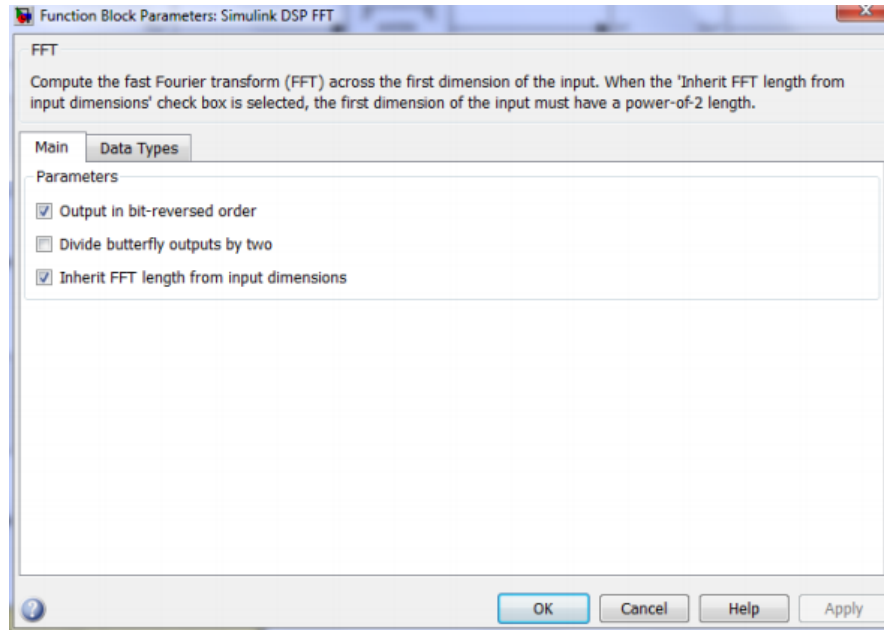 Function Block Parameters: Simulink DSP FFT
FFT
Compute the fast Fourier transform (FFT) across the first dimension of the input. When the 'Inherit FFT length from
input dimensions' check box is selected, the first dimension of the input must have a power-of-2 length.
Main Data Types
Parameters
Output in bit-reversed order
Divide butterfly outputs by two
Inherit FFT length from input dimensions
OK Cancel Help Apply